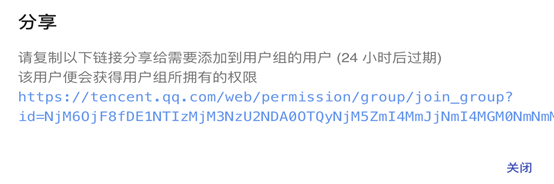 分享
请复制以下链接分享给需要添加到用户组的用户 (24 小时后过期)
该用户便会获得用户组所拥有的权限
https://tencent.qq.com/web/permission/group/join_group?
id=NjM6OjF8fDE1NTIzMjM3NzU2NDA0OTQyNjM5ZmI4MmJjNmI4MGM0NmNm
关闭